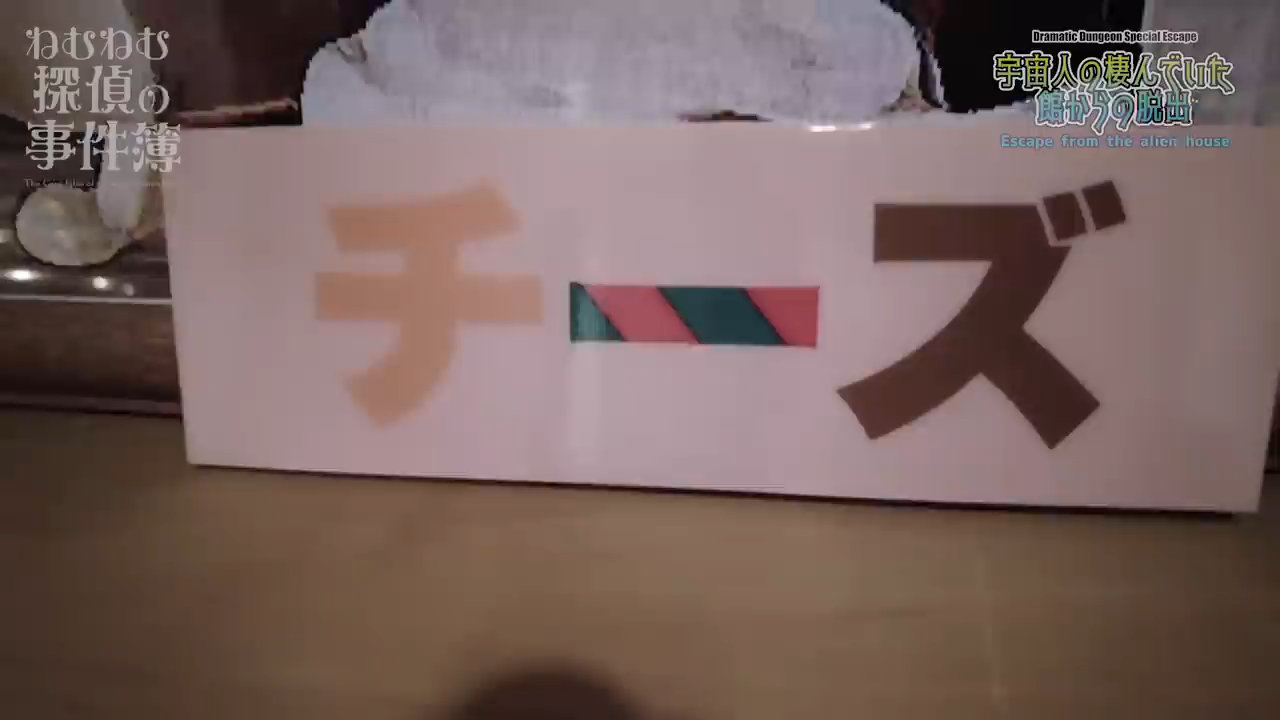 ねむねむ
探偵の
事件簿
Dramatic Dungeon Special Escape
宇宙人の棲んでいた
館からの脱出
Escape from the alien house
チーズ